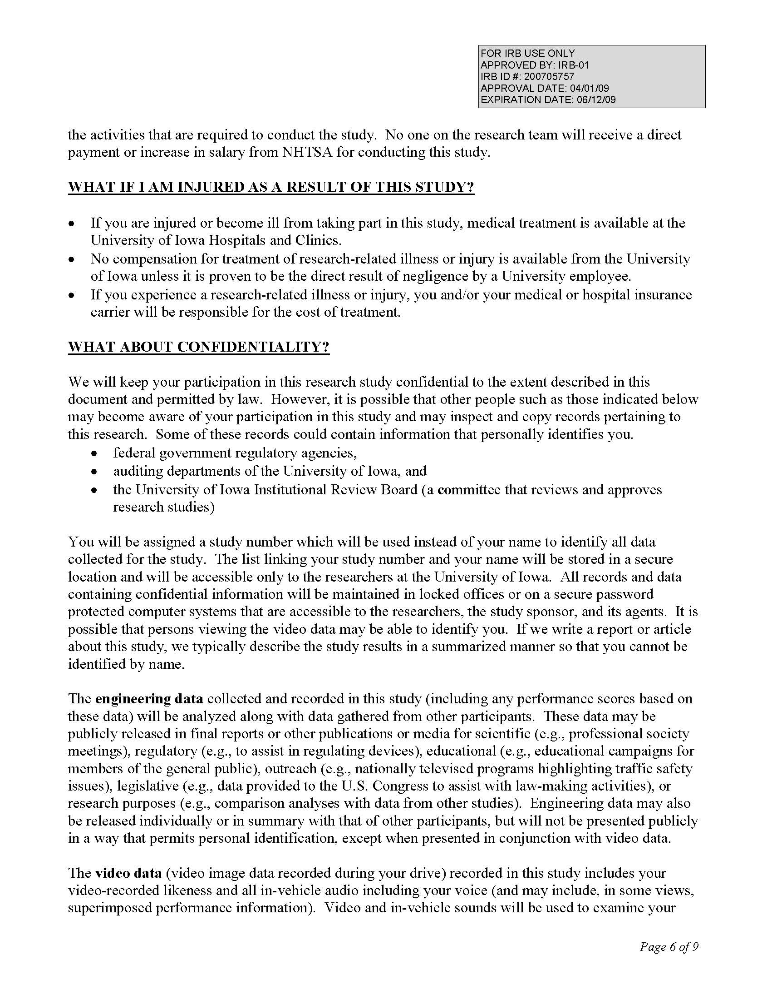 FOR IRB USE ONLY
APPROVED BY: IRB-01
IRB ID #: 200705757
APPROVAL DATE: 04/01/09
EXPIRATION DATE: 06/12/09
the activities that are required to conduct the study.  No one on the research team will receive a direct
payment or increase in salary from NHTSA for conducting this study.
WHAT IF I AM INJURED AS A RESULT OF THIS STUDY?
• If you are injured or become ill from taking part in this study, medical treatment is available at the
University of Iowa Hospitals and Clinics.
• No compensation for treatment of research-related illness or injury is available from the University
of Iowa unless it is proven to be the direct result of negligence by a University employee.
• If you experience a research-related illness or injury, you and/or your medical or hospital insurance
carrier will be responsible for the cost of treatment.
WHAT ABOUT CONFIDENTIALITY?
We will keep your participation in this research study confidential to the extent described in this
document and permitted by law.  However, it is possible that other people such as those indicated below
may become aware of your participation in this study and may inspect and copy records pertaining to
this research.  Some of these records could contain information that personally identifies you.
• federal government regulatory agencies,
• auditing departments of the University of Iowa, and
• the University of Iowa Institutional Review Board (a committee that reviews and approves
research studies)
You will be assigned a study number which will be used instead of your name to identify all data
collected for the study.  The list linking your study number and your name will be stored in a secure
location and will be accessible only to the researchers at the University of Iowa.  All records and data
containing confidential information will be maintained in locked offices or on a secure password
protected computer systems that are accessible to the researchers, the study sponsor, and its agents.  It is
possible that persons viewing the video data may be able to identify you.  If we write a report or article
about this study, we typically describe the study results in a summarized manner so that you cannot be
identified by name.
The engineering data collected and recorded in this study (including any performance scores based on
these data) will be analyzed along with data gathered from other participants.  These data may be
publicly released in final reports or other publications or media for scientific (e.g., professional society
meetings), regulatory (e.g., to assist in regulating devices), educational (e.g., educational campaigns for
members of the general public), outreach (e.g., nationally televised programs highlighting traffic safety
issues), legislative (e.g., data provided to the U.S. Congress to assist with law-making activities), or
research purposes (e.g., comparison analyses with data from other studies).  Engineering data may also
be released individually or in summary with that of other participants, but will not be presented publicly
in a way that permits personal identification, except when presented in conjunction with video data.
The video data (video image data recorded during your drive) recorded in this study includes your
video-recorded likeness and all in-vehicle audio including your voice (and may include, in some views,
superimposed performance information).  Video and in-vehicle sounds will be used to examine your
Page 6 of 9